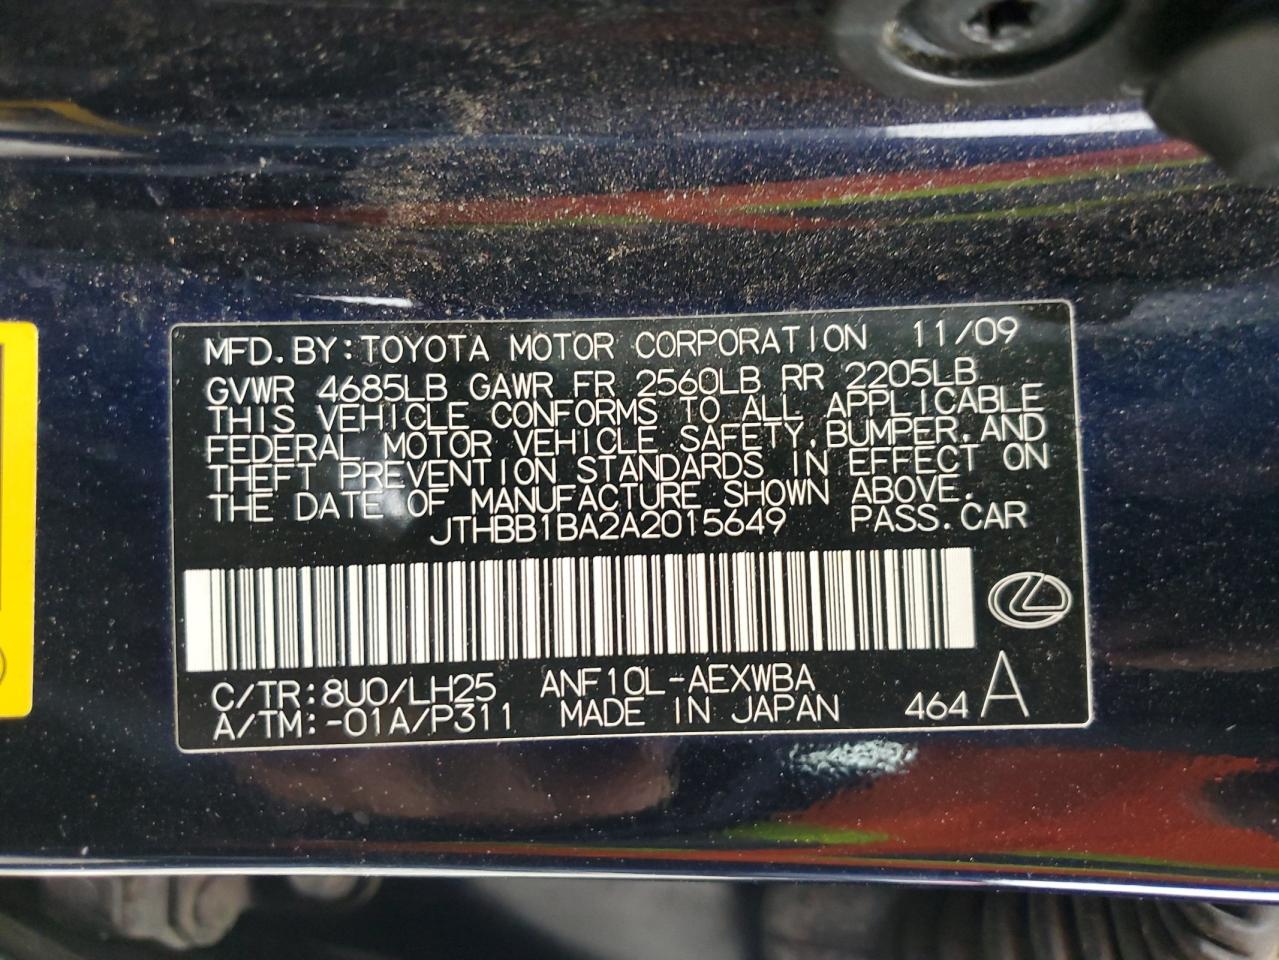 MFD. BY: TOYOTA MOTOR CORPORATION 11/09
GVWR 4685LB GAWR FR 2560LB RR 2205LB
THIS VEHICLE CONFORMS TO ALL APPLICABLE
FEDERAL MOTOR VEHICLE SAFETY, BUMPER, AND
THEFT PREVENTION STANDARDS IN EFFECT ON
THE DATE OF MANUFACTURE SHOWN ABOVE.
JTHBB1BA2A2015649 PASS. CAR
C/TR: 8U0/LH25 ANF10L-AEXWBA
A/TM: -01A/P311 MADE IN JAPAN 464 A